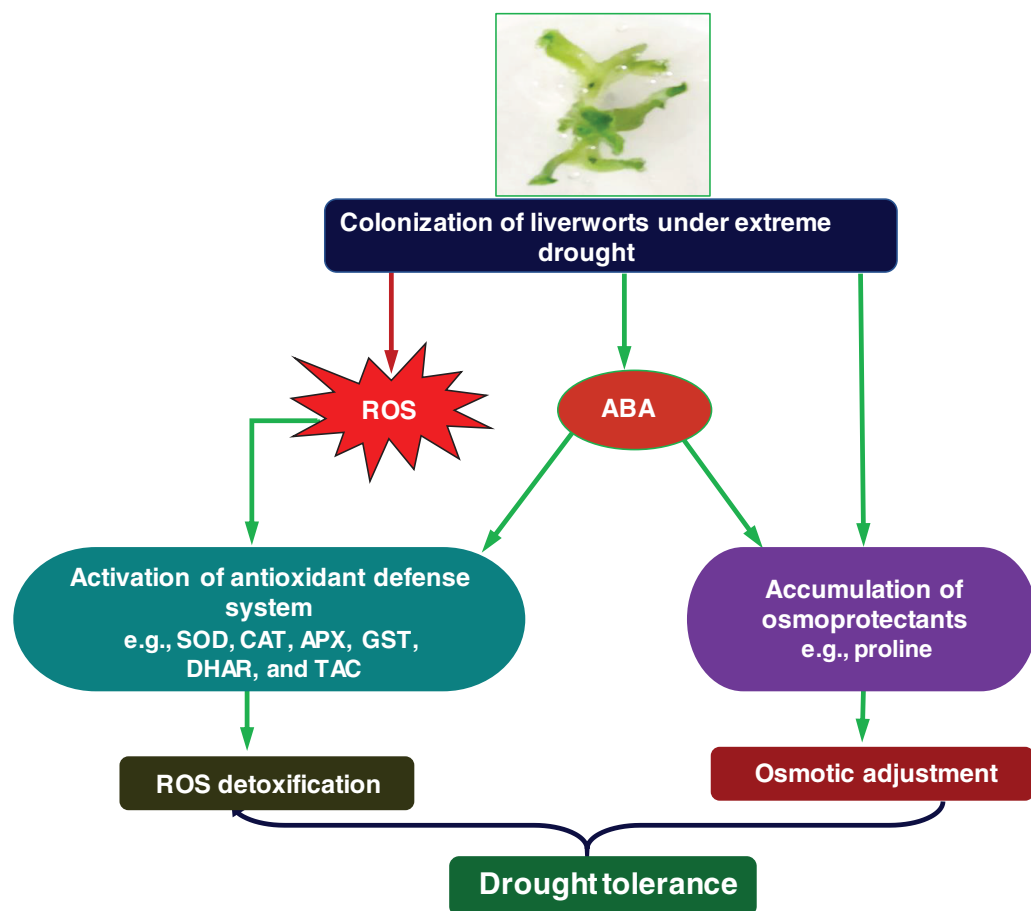 Colonization of liverworts under extreme
drought
ROS
ABA
Activation of antioxidant defense
system
e.g., SOD, CAT, APX, GST,
DHAR, and TAC
Accumulation of
osmoprotectants
e.g., proline
ROS detoxification
Osmotic adjustment
Drought tolerance